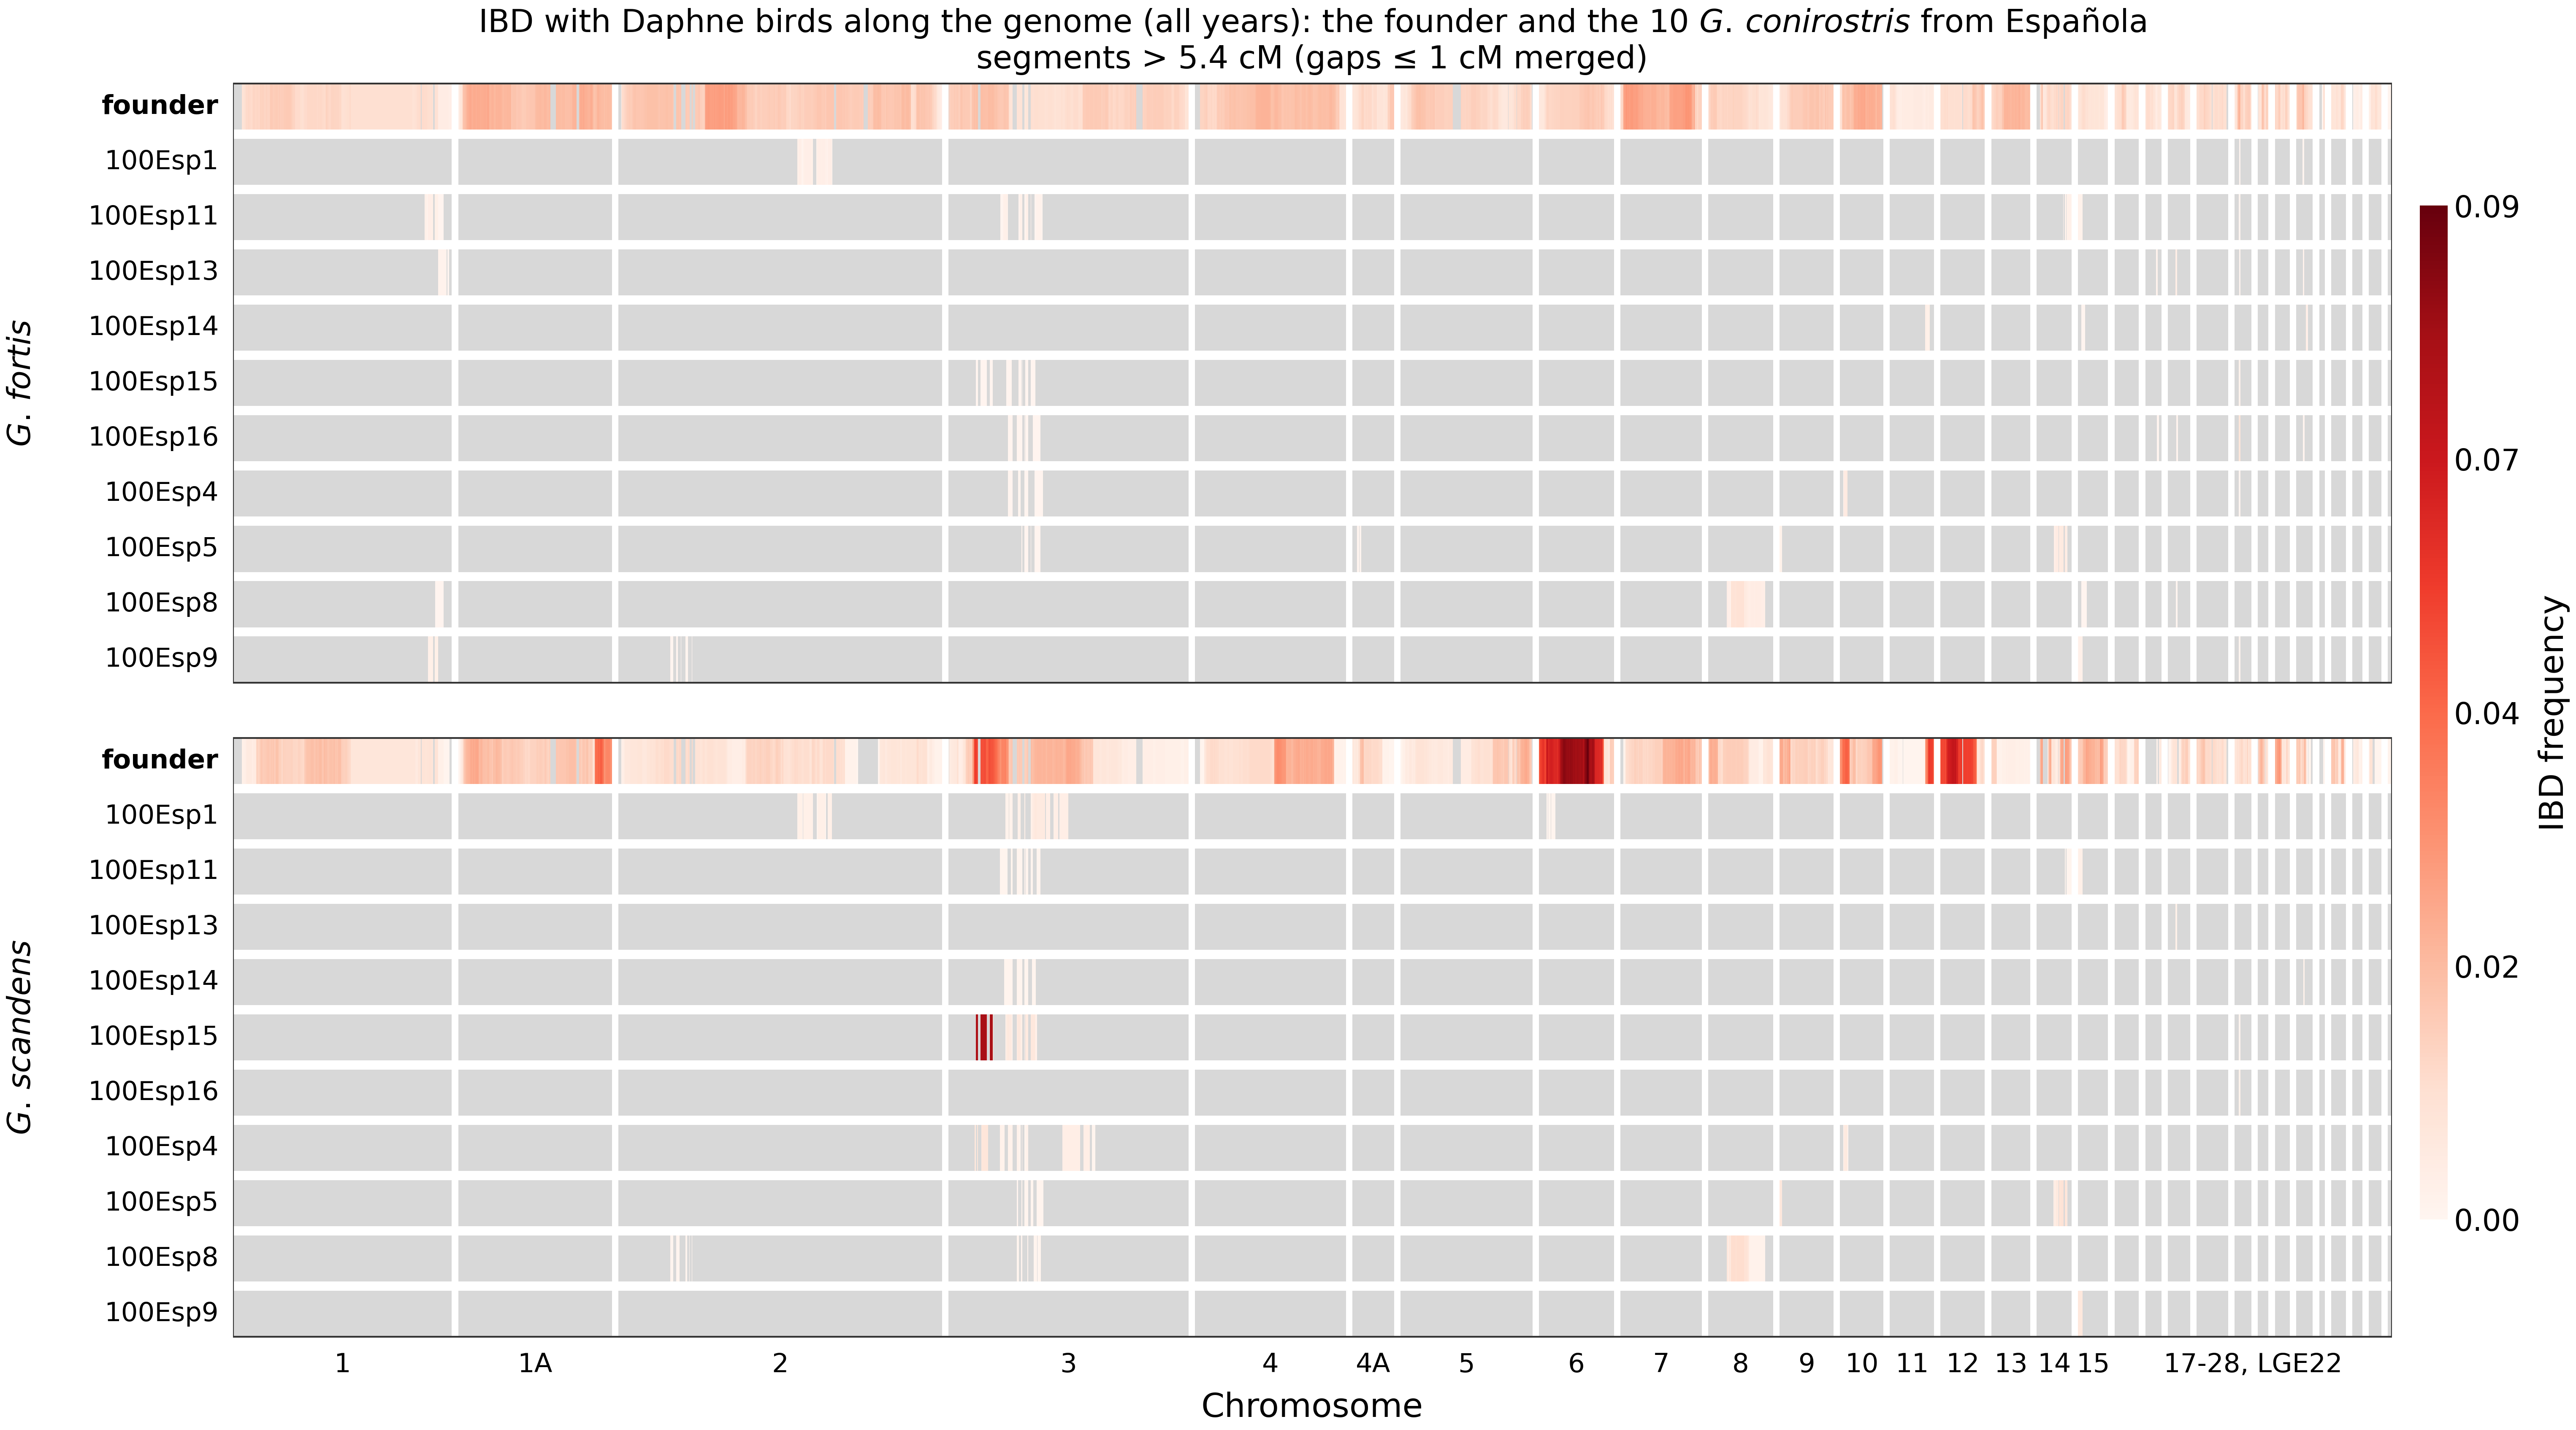 IBD with Daphne birds along the genome (all years): the founder and the 10 G. conirostris from Española
segments > 5.4 cM (gaps ≤ 1 cM merged)
G. fortis
founder
100Esp1
100Esp11
100Esp13
100Esp14
100Esp15
100Esp16
100Esp4
100Esp5
100Esp8
100Esp9
G. scandens
founder
100Esp1
100Esp11
100Esp13
100Esp14
100Esp15
100Esp16
100Esp4
100Esp5
100Esp8
100Esp9
1 1A 2 3 4 4A 5 6 7 8 9 10 11 12 13 14 15 17-28, LGE22
Chromosome
0.09
0.07
0.04
0.02
0.00
IBD frequency